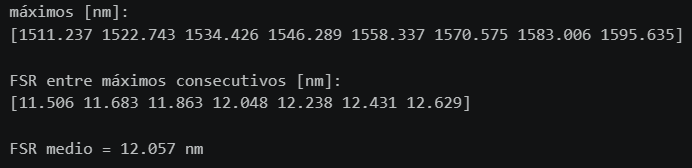 máximos [nm]:
[1511.237 1522.743 1534.426 1546.289 1558.337 1570.575 1583.006 1595.635]
FSR entre máximos consecutivos [nm]:
[11.506 11.683 11.863 12.048 12.238 12.431 12.629]
FSR medio = 12.057 nm